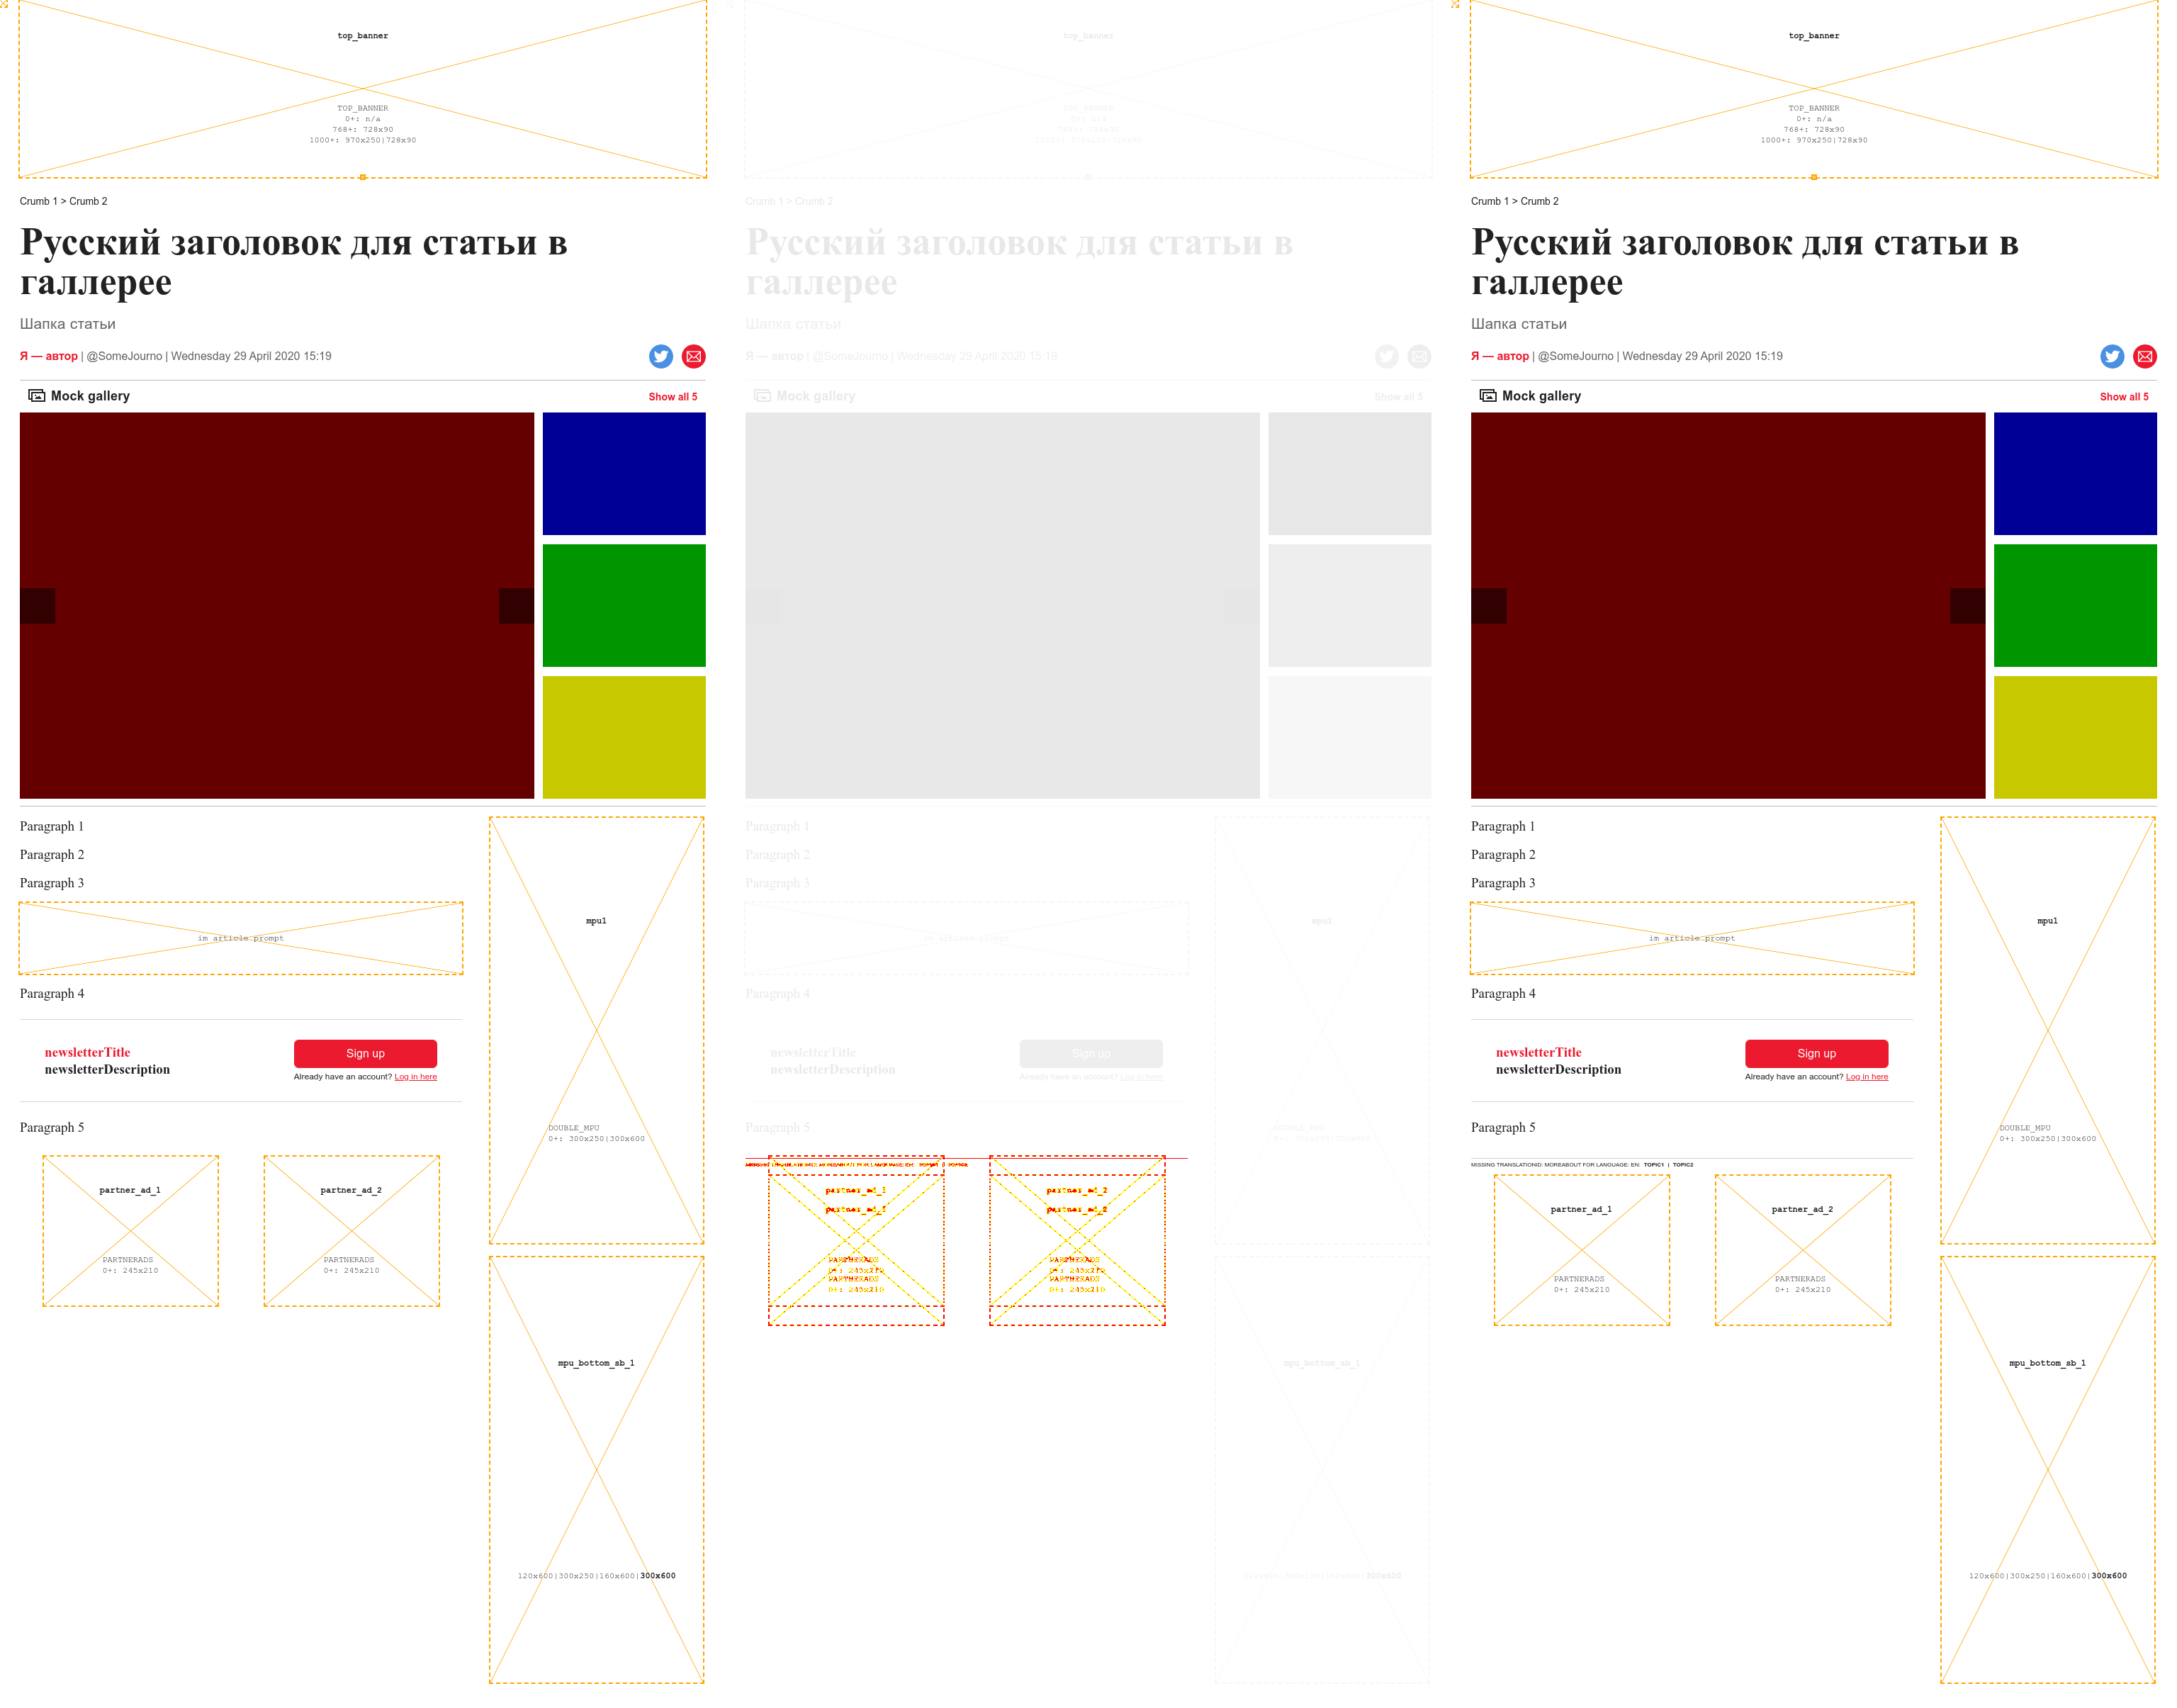 top_banner
TOP_BANNER
0+: n/a
768+: 728x90
1000+: 970x250|728x90
Crumb 1 > Crumb 2
Русский заголовок для статьи в
галлерее
Шапка статьи
Я — автор | @SomeJourno | Wednesday 29 April 2020 15:19
Mock gallery
Show all 5
Paragraph 1
Paragraph 2
Paragraph 3
im article prompt
Paragraph 4
newsletterTitle
newsletterDescription
Sign up
Already have an account? Log in here
Paragraph 5
partner_ad_1
PARTNERADS
0+: 245x210
partner_ad_2
PARTNERADS
0+: 245x210
mpu1
DOUBLE_MPU
0+: 300x250|300x600
mpu_bottom_sb_1
120x600|300x250|160x600|300x600
top_banner
TOP_BANNER
0+: n/a
768+: 728x90
1000+: 970x250|728x90
Crumb 1 > Crumb 2
Русский заголовок для статьи в
галлерее
Шапка статьи
Я — автор | @SomeJourno | Wednesday 29 April 2020 15:19
Mock gallery
Show all 5
Paragraph 1
Paragraph 2
Paragraph 3
im article prompt
Paragraph 4
newsletterTitle
newsletterDescription
Sign up
Already have an account? Log in here
Paragraph 5
partner_ad_1
partner_ad_1
PARTNERADS
0+: 245x210
PARTNERADS
0+: 245x210
partner_ad_2
partner_ad_2
PARTNERADS
0+: 245x210
PARTNERADS
0+: 245x210
mpu1
DOUBLE_MPU
0+: 300x250|300x600
mpu_bottom_sb_1
120x600|300x250|160x600|300x600
top_banner
TOP_BANNER
0+: n/a
768+: 728x90
1000+: 970x250|728x90
Crumb 1 > Crumb 2
Русский заголовок для статьи в
галлерее
Шапка статьи
Я — автор | @SomeJourno | Wednesday 29 April 2020 15:19
Mock gallery
Show all 5
Paragraph 1
Paragraph 2
Paragraph 3
im article prompt
Paragraph 4
newsletterTitle
newsletterDescription
Sign up
Already have an account? Log in here
Paragraph 5
MISSING TRANSLATIONID: MOREABOUT FOR LANGUAGE: EN: TOPIC1 | TOPIC2
partner_ad_1
PARTNERADS
0+: 245x210
partner_ad_2
PARTNERADS
0+: 245x210
mpu1
DOUBLE_MPU
0+: 300x250|300x600
mpu_bottom_sb_1
120x600|300x250|160x600|300x600